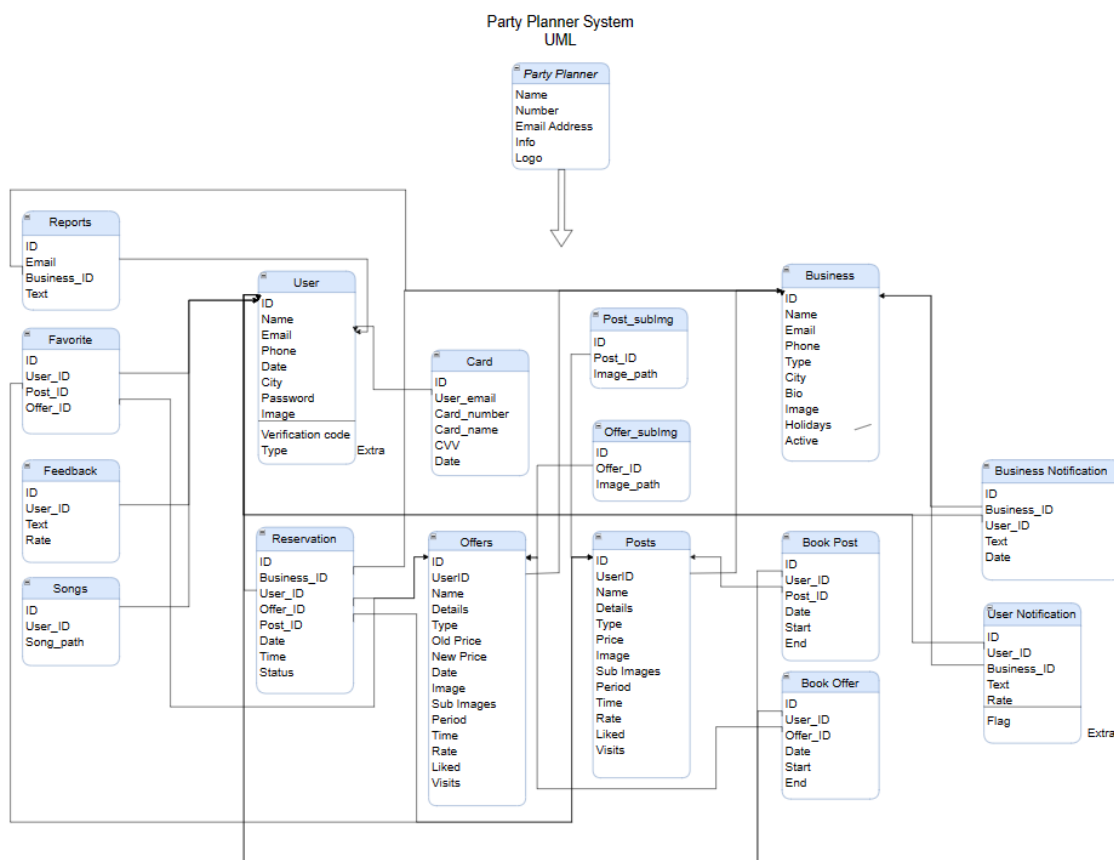 Party Planner System
UML
Party Planner
Name
Number
Email Address
Info
Logo
Reports
ID
Email
Business_ID
Text
User
ID
Name
Email
Phone
Date
City
Password
Image
Verification code
Type
Extra
Business
ID
Name
Email
Phone
Type
City
Bio
Image
Holidays
Active
Post_subImg
ID
Post_ID
Image_path
Favorite
ID
User_ID
Post_ID
Offer_ID
Card
ID
User_email
Card_number
Card_name
CVV
Date
Offer_subImg
ID
Offer_ID
Image_path
Feedback
ID
User_ID
Text
Rate
Business Notification
ID
Business_ID
User_ID
Text
Date
Reservation
ID
Business_ID
User_ID
Offer_ID
Post_ID
Date
Time
Status
Offers
ID
UserID
Name
Details
Type
Old Price
New Price
Date
Image
Sub Images
Period
Time
Rate
Liked
Visits
Posts
ID
UserID
Name
Details
Type
Price
Image
Sub Images
Period
Time
Rate
Liked
Visits
Book Post
ID
User_ID
Post_ID
Date
Start
End
Songs
ID
User_ID
Song_path
User Notification
ID
User_ID
Business_ID
Text
Rate
Flag
Extra
Book Offer
ID
User_ID
Offer_ID
Date
Start
End